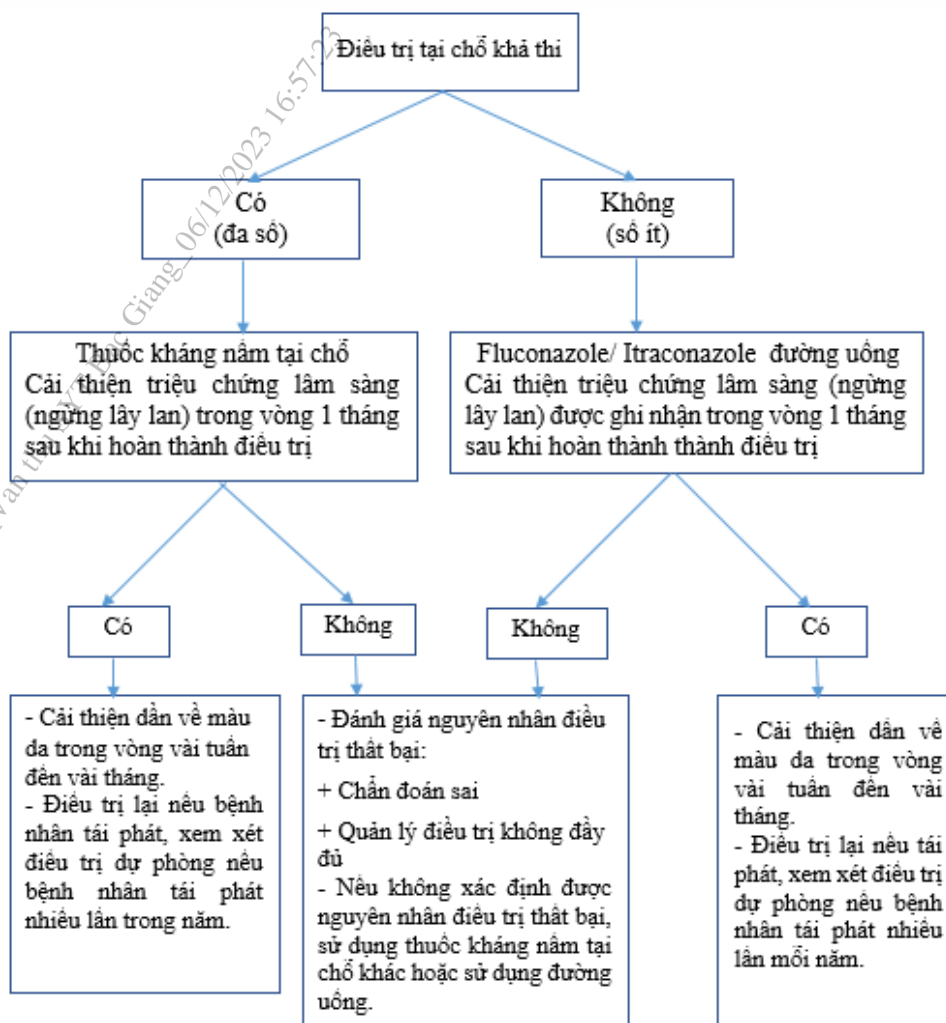 Điều trị tại chổ khả thi
Có
(đa số)
Không
(số ít)
Thuốc kháng nấm tại chổ
Cải thiện triệu chứng lâm sàng
(ngừng lây lan) trong vòng 1 tháng
sau khi hoàn thành điều trị
Fluconazole/ Itraconazole đường uống
Cải thiện triệu chứng lâm sàng (ngừng
lây lan) được ghi nhận trong vòng 1 tháng
sau khi hoàn thành thành điều trị
Có
Không
Không
Có
- Cải thiện dần về màu
da trong vòng vài tuần
đến vài tháng.
- Điều trị lại nếu bệnh
nhân tái phát, xem xét
điều trị dự phòng nếu
bệnh nhân tái phát
nhiều lần trong năm.
- Đánh giá nguyên nhân điều
trị thất bại:
+ Chẩn đoán sai
+ Quản lý điều trị không đầy
đủ
- Nếu không xác định được
nguyên nhân điều trị thất bại,
sử dụng thuốc kháng nấm tại
chổ khác hoặc sử dụng đường
uống.
- Cải thiện dần về
màu da trong vòng
vài tuần đến vài
tháng.
- Điều trị lại nếu tái
phát, xem xét điều trị
dự phòng nếu bệnh
nhân tái phát nhiều
lần mỗi năm.
Giang_06/12/2023 16:57:23